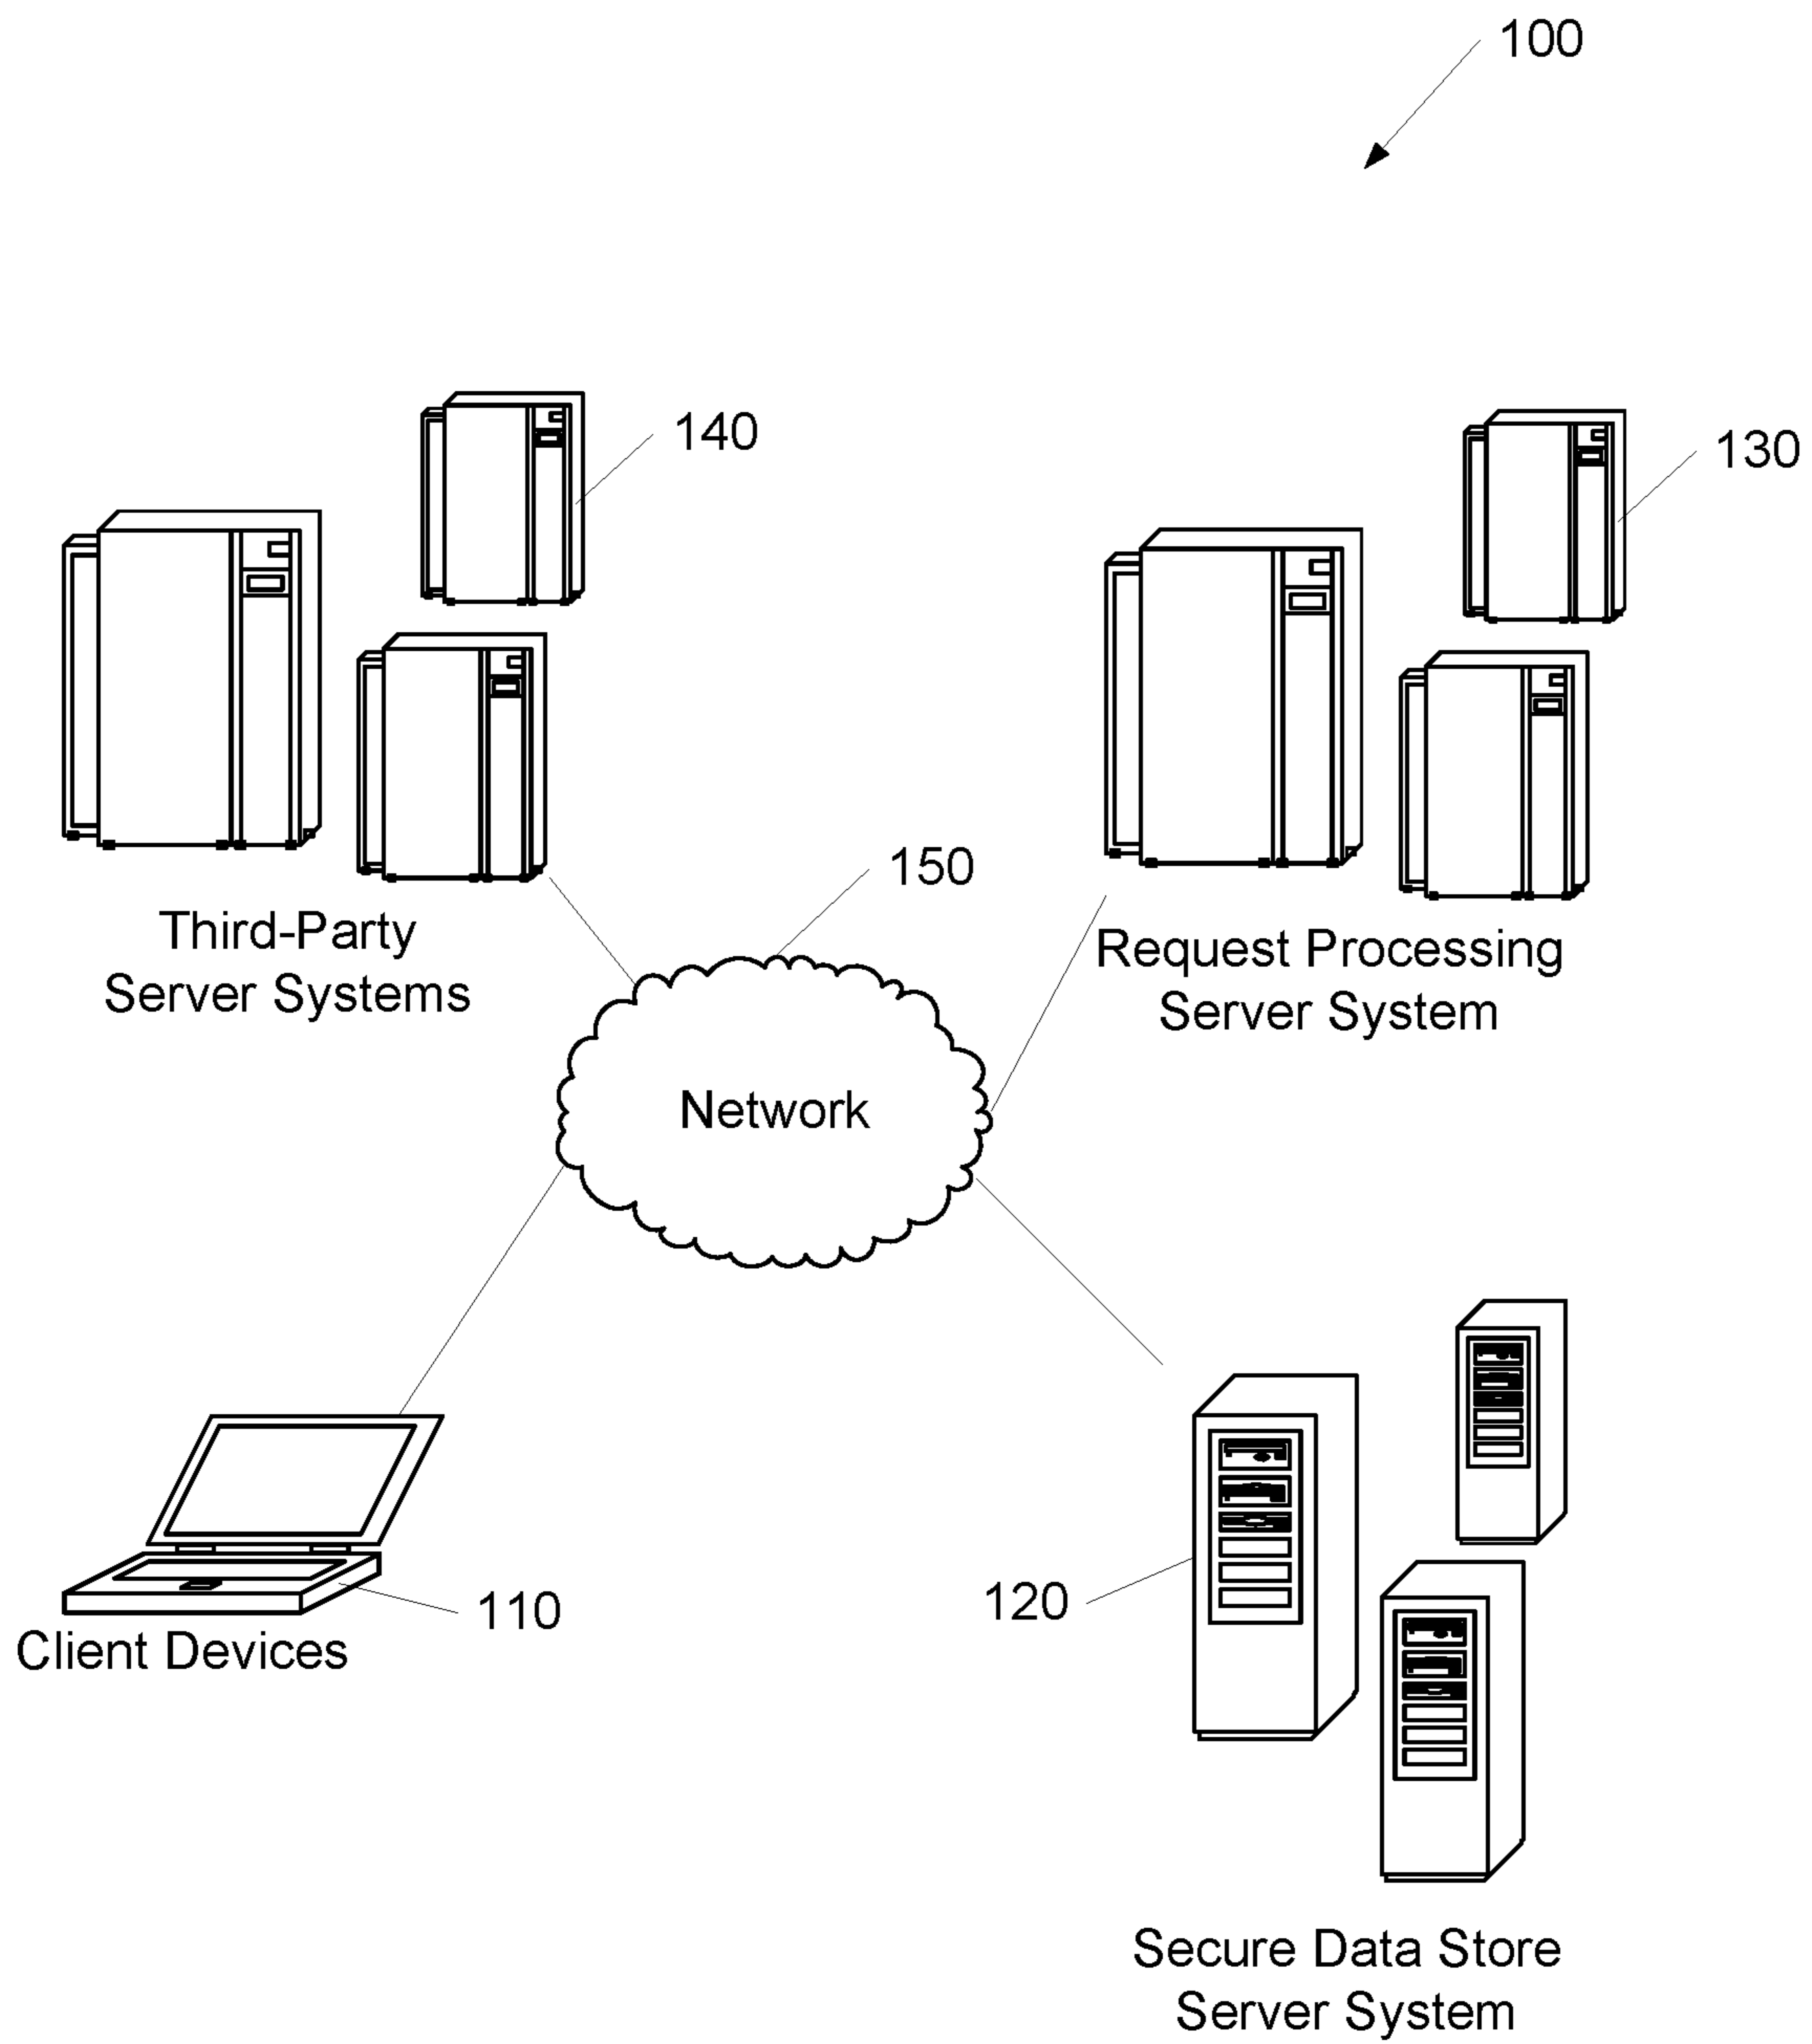 100
140
130
Third-Party
Server Systems
150
Request Processing
Server System
Network
110
Client Devices
120
Secure Data Store
Server System